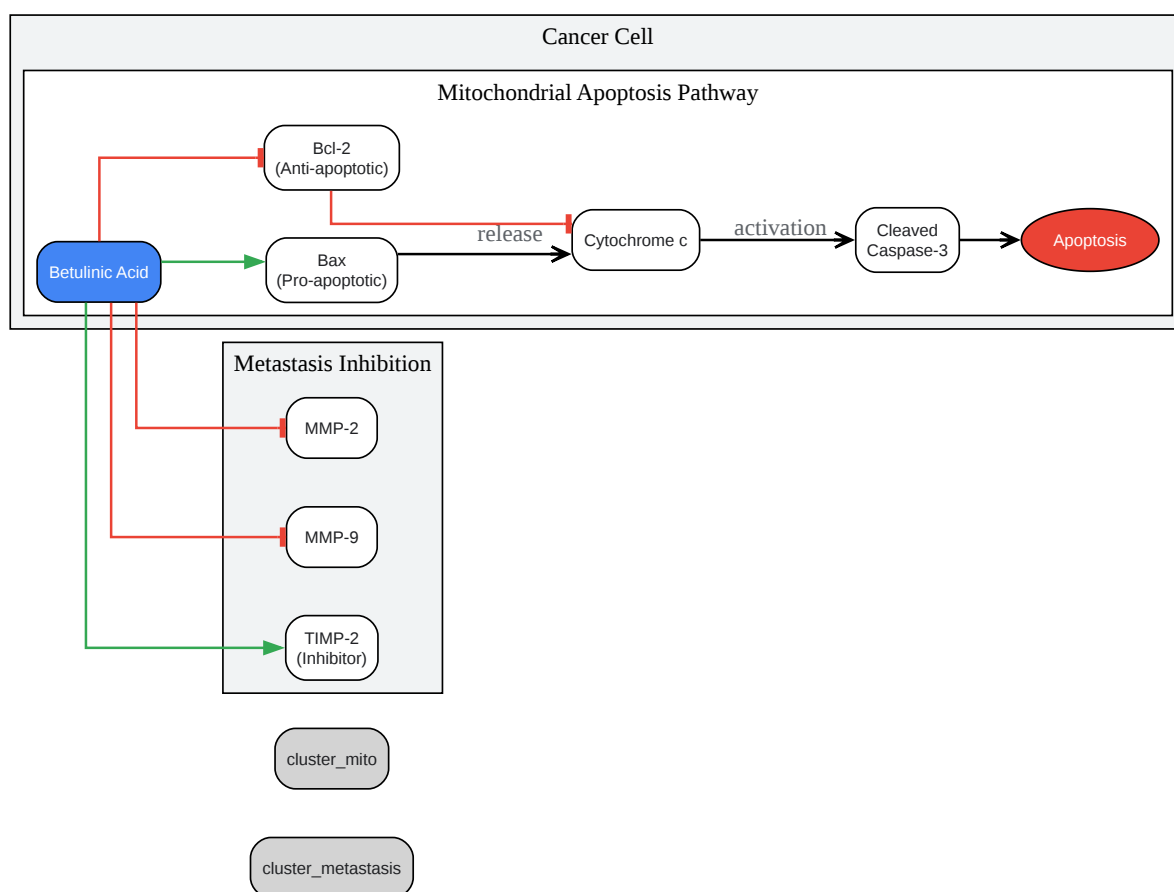 Cancer Cell
Mitochondrial Apoptosis Pathway
Bcl-2
(Anti-apoptotic)
release
Cytochrome c
activation
Cleaved
Caspase-3
Apoptosis
Betulinic Acid
Bax
(Pro-apoptotic)
Metastasis Inhibition
MMP-2
MMP-9
TIMP-2
(Inhibitor)
cluster_mito
cluster_metastasis